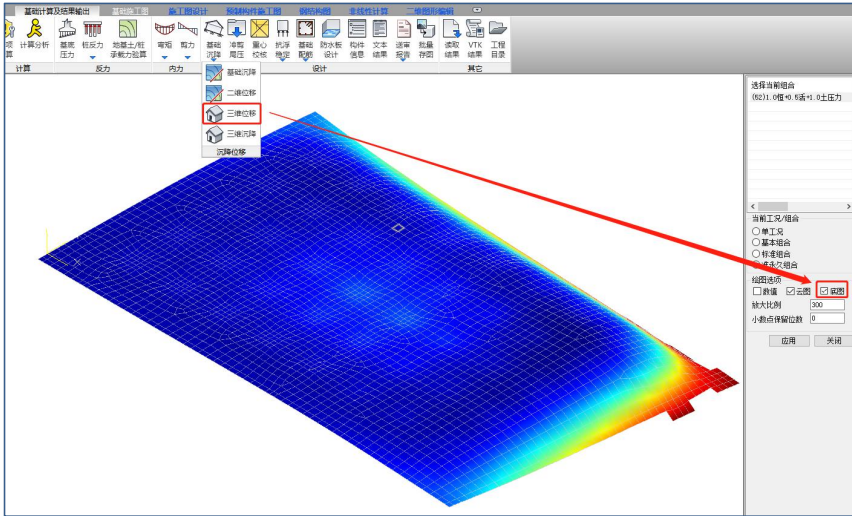 基础计算及结果输出 基础施工图 施工图设计 预制构件施工图 钢结构图 非线性计算 二维图形编辑
项 计算分析 基底 桩反力 地基土/桩 弯矩 剪力 基础 冲剪 重心 抗浮 基础 防水板 构件 文本 送审 批量 读取 VTK 工程
算 压力 承载力验算 沉降 局压 校核 稳定 配筋 设计 信息 结果 报告 存图 结果 结果 目录
计算 反力 内力 设计 其它
基础沉降
二维位移
三维位移
三维沉降
沉降位移
X
选择当前组合
(62)1.0恒+0.5活+1.0土压力
当前工况/组合
单工况
基本组合
标准组合
准永久组合
绘图选项
数值 云图 底图
放大比例 300
小数点保留位数 0
应用 关闭